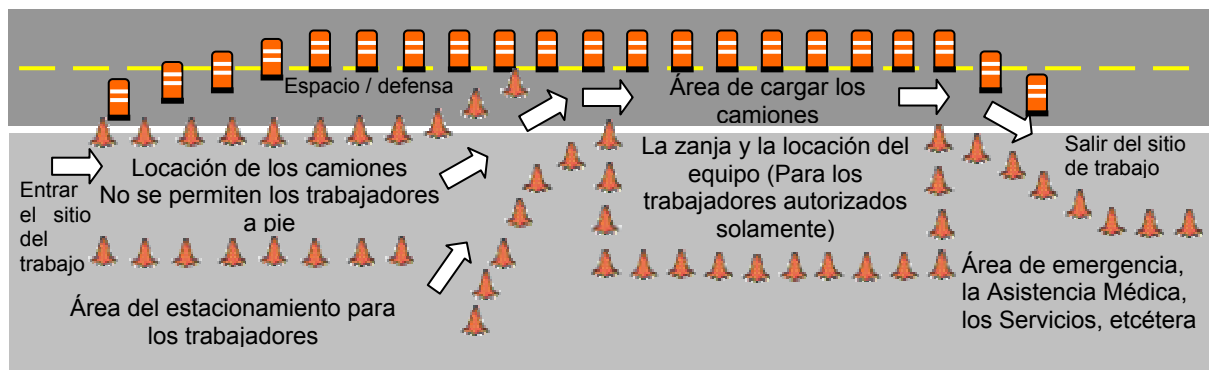 Espacio / defensa
Área de cargar los
camiones
Entrar
el sitio
del
trabajo
Locación de los camiones
No se permiten los trabajadores
a pie
La zanja y la locación del
equipo (Para los
trabajadores autorizados
solamente)
Salir del sitio
de trabajo
Área del estacionamiento para
los trabajadores
Área de emergencia,
la Asistencia Médica,
los Servicios, etcétera